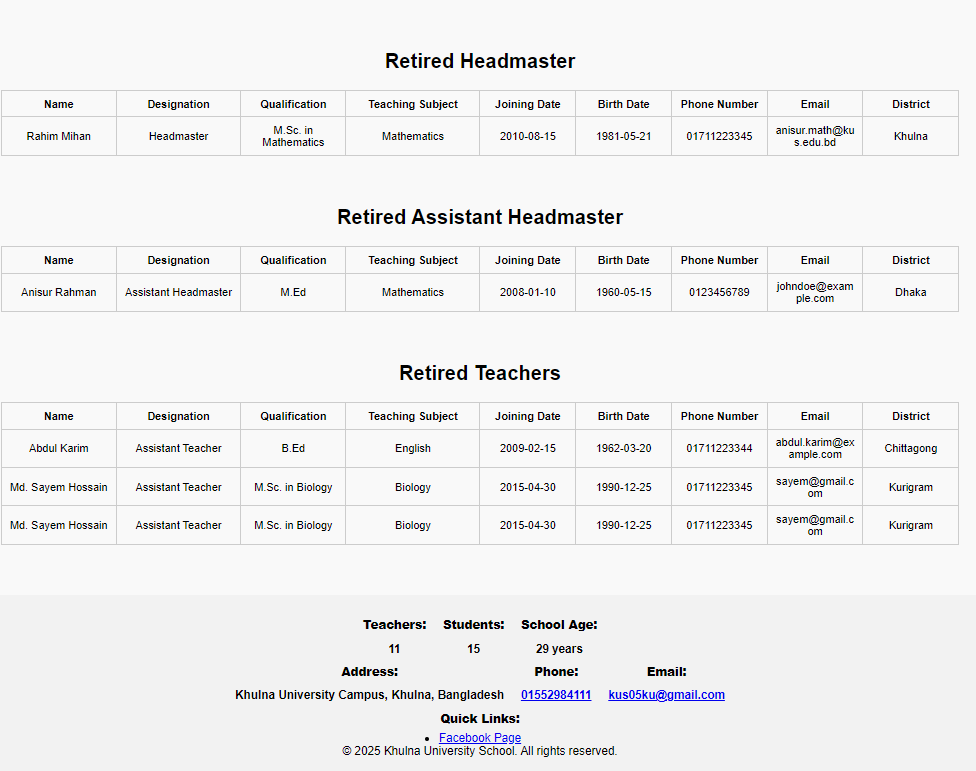 Retired Headmaster
Name Designation Qualification Teaching Subject Joining Date Birth Date Phone Number Email District
Rahim Mihan Headmaster M.Sc. in Mathematics Mathematics 2010-08-15 1981-05-21 01711223345 anisur.math@kus.edu.bd Khulna
Retired Assistant Headmaster
Name Designation Qualification Teaching Subject Joining Date Birth Date Phone Number Email District
Anisur Rahman Assistant Headmaster M.Ed Mathematics 2008-01-10 1960-05-15 0123456789 johndoe@example.com Dhaka
Retired Teachers
Name Designation Qualification Teaching Subject Joining Date Birth Date Phone Number Email District
Abdul Karim Assistant Teacher B.Ed English 2009-02-15 1962-03-20 01711223344 abdul.karim@example.com Chittagong
Md. Sayem Hossain Assistant Teacher M.Sc. in Biology Biology 2015-04-30 1990-12-25 01711223345 sayem@gmail.com Kurigram
Md. Sayem Hossain Assistant Teacher M.Sc. in Biology Biology 2015-04-30 1990-12-25 01711223345 sayem@gmail.com Kurigram
Teachers: Students: School Age:
11 15 29 years
Address: Phone: Email:
Khulna University Campus, Khulna, Bangladesh 01552984111 kus05ku@gmail.com
Quick Links:
• Facebook Page
© 2025 Khulna University School. All rights reserved.